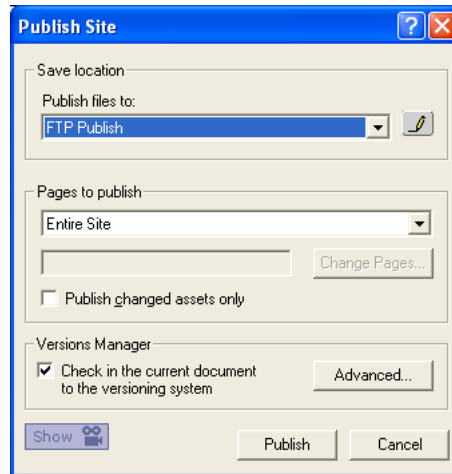 Publish Site
Save location
Publish files to:
FTP Publish
Pages to publish
Entire Site
Change Pages...
Publish changed assets only
Versions Manager
Check in the current document
to the versioning system
Advanced...
Show
Publish
Cancel